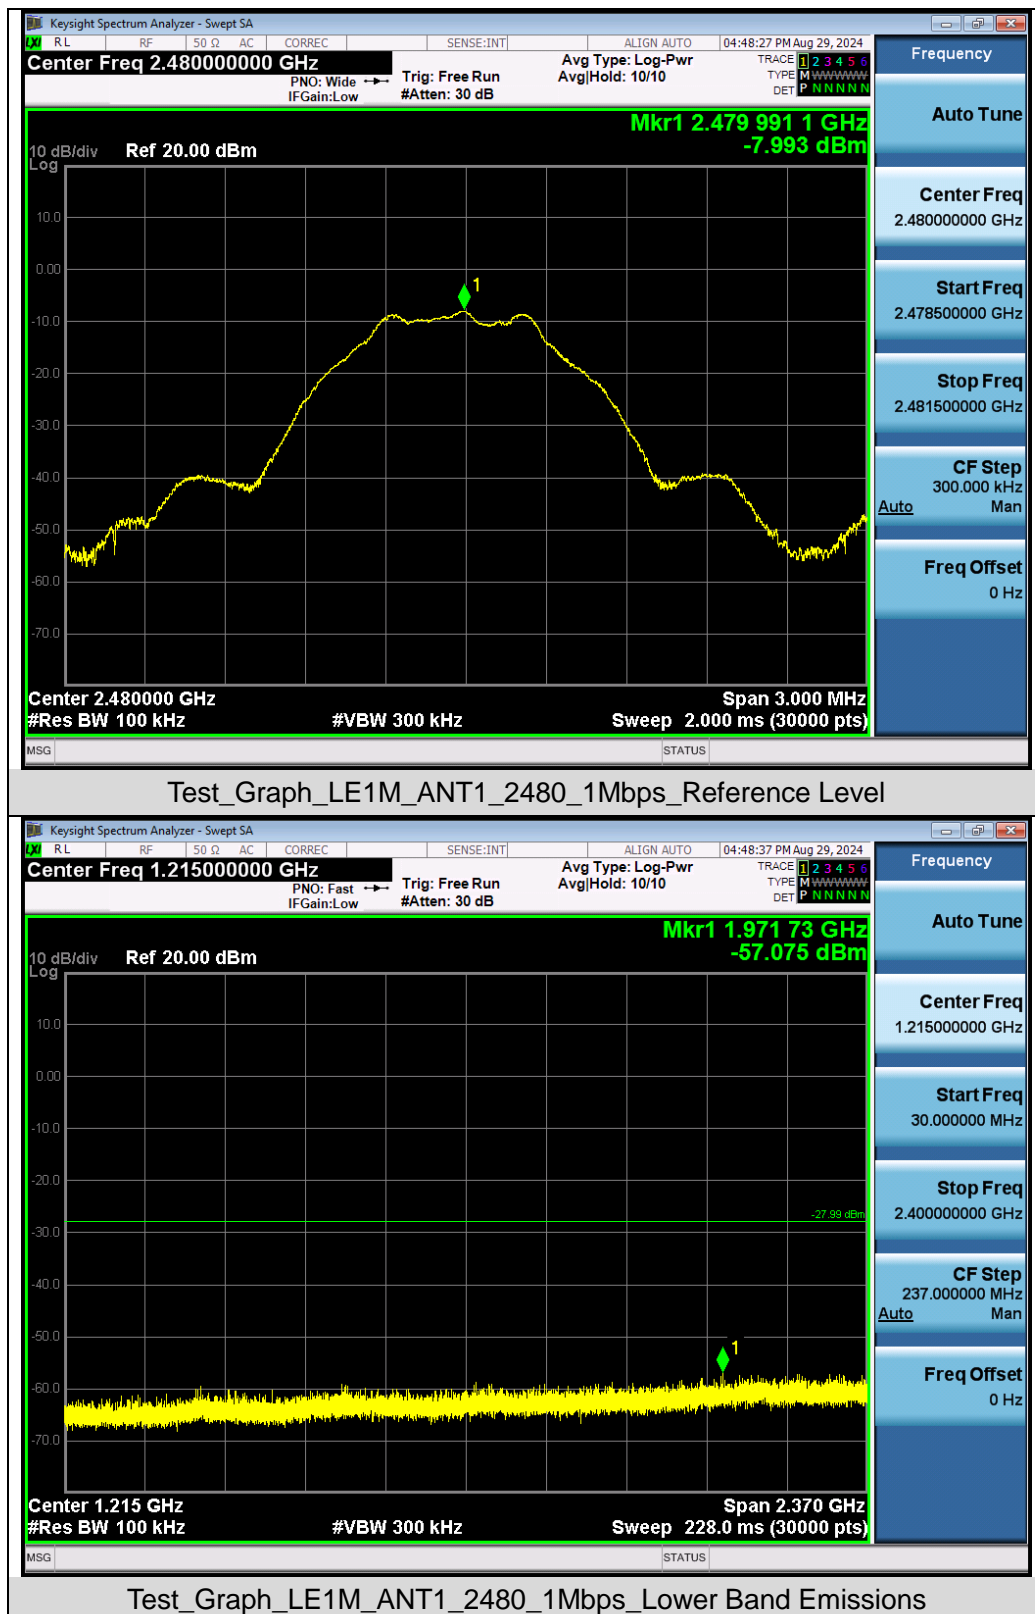 Keysight Spectrum Analyzer - Swept SA
LXI RL RF 50 Ω AC CORREC SENSE:INT ALIGN AUTO 04:48:27 PM Aug 29, 2024
Center Freq 2.480000000 GHz
PNO: Wide
IFGain:Low
Trig: Free Run
#Atten: 30 dB
Avg Type: Log-Pwr
Avg|Hold: 10/10
TRACE 1 2 3 4 5 6
TYPE M WWWWW
DET P N N N N N
Mkr1 2.479 991 1 GHz
-7.993 dBm
10 dB/div Ref 20.00 dBm
Log
10.0
0.00
-10.0
-20.0
-30.0
-40.0
-50.0
-60.0
-70.0
1
Center 2.480000 GHz Span 3.000 MHz
#Res BW 100 kHz #VBW 300 kHz Sweep 2.000 ms (30000 pts)
MSG STATUS
Frequency
Auto Tune
Center Freq
2.480000000 GHz
Start Freq
2.478500000 GHz
Stop Freq
2.481500000 GHz
CF Step
300.000 kHz
Auto Man
Freq Offset
0 Hz
Test_Graph_LE1M_ANT1_2480_1Mbps_Reference Level
Keysight Spectrum Analyzer - Swept SA
LXI RL RF 50 Ω AC CORREC SENSE:INT ALIGN AUTO 04:48:37 PM Aug 29, 2024
Center Freq 1.215000000 GHz
PNO: Fast
IFGain:Low
Trig: Free Run
#Atten: 30 dB
Avg Type: Log-Pwr
Avg|Hold: 10/10
TRACE 1 2 3 4 5 6
TYPE M WWWWW
DET P N N N N N
Mkr1 1.971 73 GHz
-57.075 dBm
10 dB/div Ref 20.00 dBm
Log
10.0
0.00
-10.0
-20.0
-27.99 dBm
-30.0
-40.0
-50.0
-60.0
-70.0
1
Center 1.215 GHz Span 2.370 GHz
#Res BW 100 kHz #VBW 300 kHz Sweep 228.0 ms (30000 pts)
MSG STATUS
Frequency
Auto Tune
Center Freq
1.215000000 GHz
Start Freq
30.000000 MHz
Stop Freq
2.400000000 GHz
CF Step
237.000000 MHz
Auto Man
Freq Offset
0 Hz
Test_Graph_LE1M_ANT1_2480_1Mbps_Lower Band Emissions